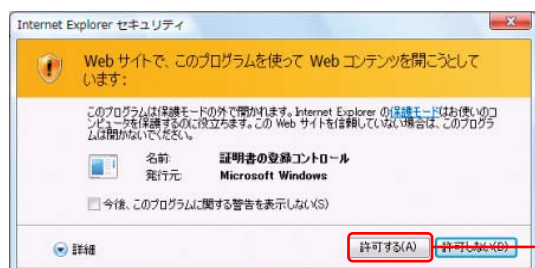 Internet Explorer セキュリティ
Web サイトで、このプログラムを使って Web コンテンツを開こうとして
います:
このプログラムは保護モードの外で開かれます。Internet Explorer の保護モードはお使いのコ
ンピュータを保護するのに役立ちます。この Web サイトを信頼していない場合は、このプログラ
ムは開かないでください。
名前: 証明書の登録コントロール
発行元: Microsoft Windows
今後、このプログラムに関する警告を表示しない(S)
詳細 許可する(A) 許可しない(D)